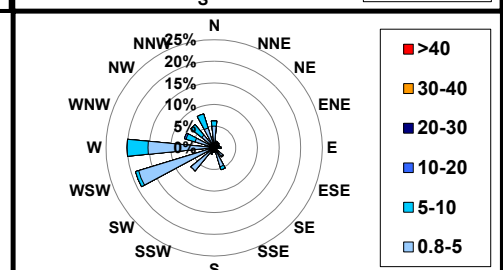 S
N
NNE
NE
ENE
E
ESE
SE
SSE
S
SSW
SW
WSW
W
WNW
NW
NNW
25%
20%
15%
10%
5%
0%
>40
30-40
20-30
10-20
5-10
0.8-5